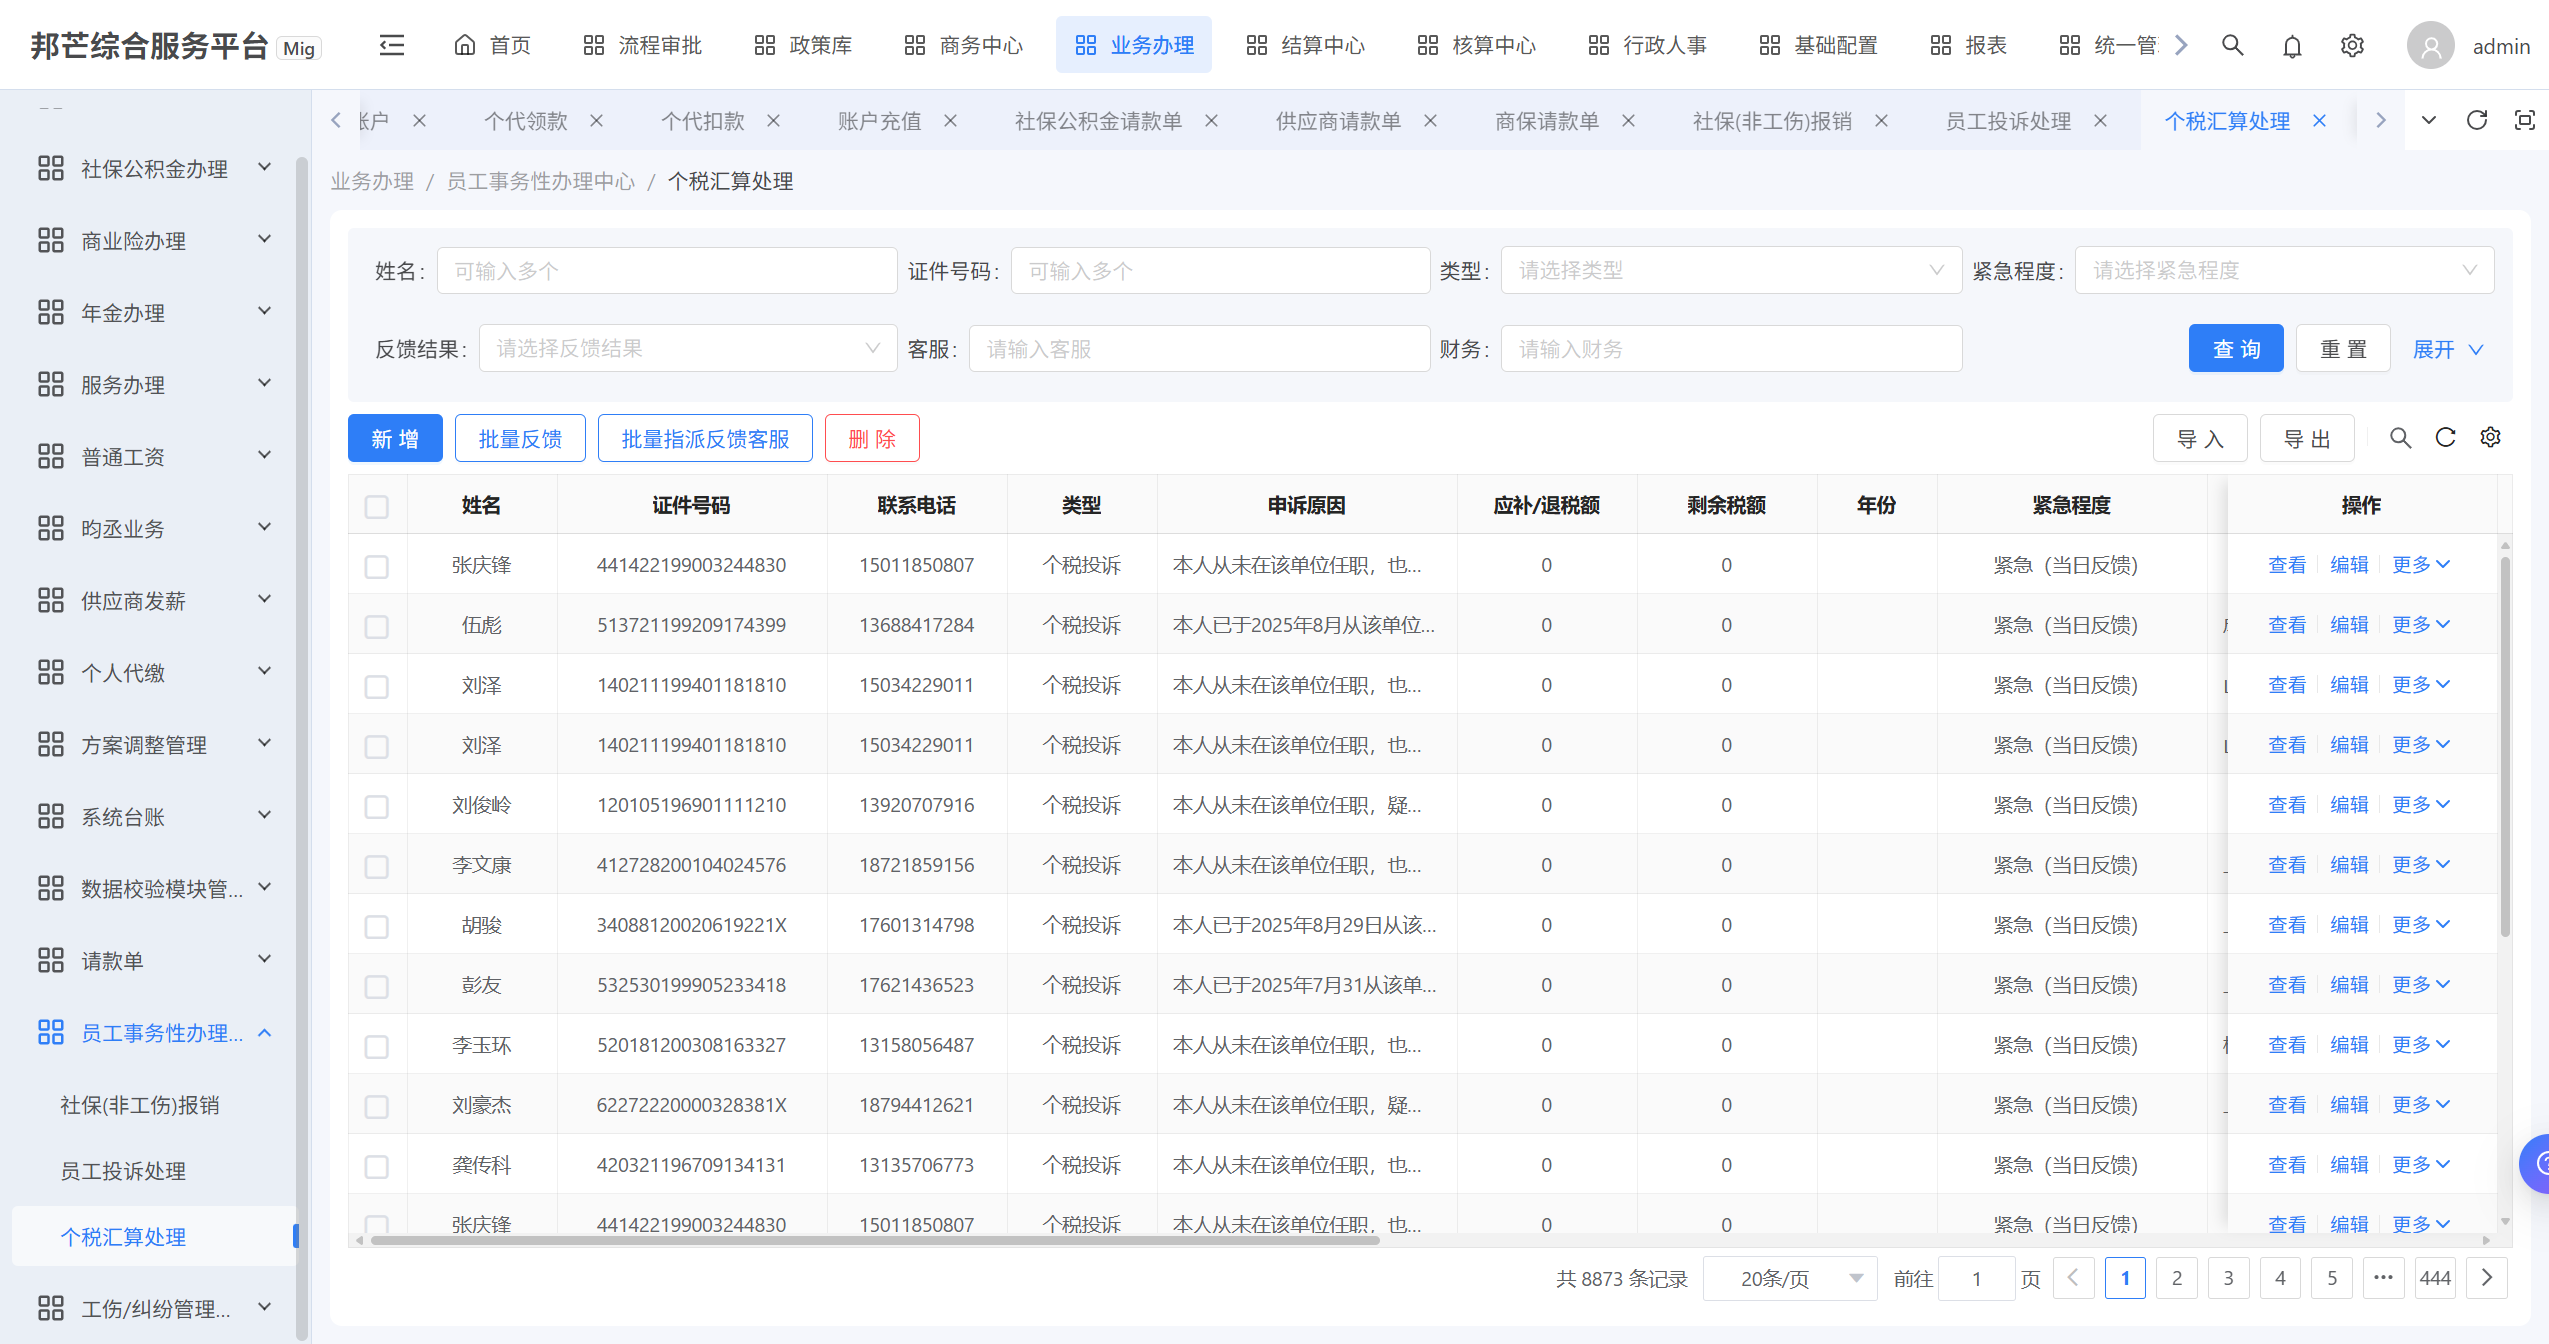 邦芒综合服务平台 Mig 首页 流程审批 政策库 商务中心 业务办理 结算中心 核算中心 行政人事 基础配置 报表 统一管 admin
账户 个代领款 个代扣款 账户充值 社保公积金请款单 供应商请款单 商保请款单 社保(非工伤)报销 员工投诉处理 个税汇算处理
业务办理 / 员工事务性办理中心 / 个税汇算处理
社保公积金办理
商业险办理
年金办理
服务办理
普通工资
昀丞业务
供应商发薪
个人代缴
方案调整管理
系统台账
数据校验模块管...
请款单
员工事务性办理...
社保(非工伤)报销
员工投诉处理
个税汇算处理
工伤/纠纷管理...
姓名: 可输入多个 证件号码: 可输入多个 类型: 请选择类型 紧急程度: 请选择紧急程度
反馈结果: 请选择反馈结果 客服: 请输入客服 财务: 请输入财务 查询 重置 展开
新增 批量反馈 批量指派反馈客服 删除 导入 导出
姓名 证件号码 联系电话 类型 申诉原因 应补/退税额 剩余税额 年份 紧急程度 操作
张庆锋 441422199003244830 15011850807 个税投诉 本人从未在该单位任职，也... 0 0 紧急（当日反馈） 查看 编辑 更多
伍彪 513721199209174399 13688417284 个税投诉 本人已于2025年8月从该单位... 0 0 紧急（当日反馈） 查看 编辑 更多
刘泽 140211199401181810 15034229011 个税投诉 本人从未在该单位任职，也... 0 0 紧急（当日反馈） 查看 编辑 更多
刘泽 140211199401181810 15034229011 个税投诉 本人从未在该单位任职，也... 0 0 紧急（当日反馈） 查看 编辑 更多
刘俊岭 120105196901111210 13920707916 个税投诉 本人从未在该单位任职，疑... 0 0 紧急（当日反馈） 查看 编辑 更多
李文康 412728200104024576 18721859156 个税投诉 本人从未在该单位任职，也... 0 0 紧急（当日反馈） 查看 编辑 更多
胡骏 34088120020619221X 17601314798 个税投诉 本人已于2025年8月29日从该... 0 0 紧急（当日反馈） 查看 编辑 更多
彭友 532530199905233418 17621436523 个税投诉 本人已于2025年7月31从该单... 0 0 紧急（当日反馈） 查看 编辑 更多
李玉环 520181200308163327 13158056487 个税投诉 本人从未在该单位任职，也... 0 0 紧急（当日反馈） 查看 编辑 更多
刘豪杰 62272220000328381X 18794412621 个税投诉 本人从未在该单位任职，疑... 0 0 紧急（当日反馈） 查看 编辑 更多
龚传科 420321196709134131 13135706773 个税投诉 本人从未在该单位任职，也... 0 0 紧急（当日反馈） 查看 编辑 更多
张庆锋 441422199003244830 15011850807 个税投诉 本人从未在该单位任职，也... 0 0 紧急（当日反馈） 查看 编辑 更多
共 8873 条记录 20条/页 前往 1 页 1 2 3 4 5 ••• 444